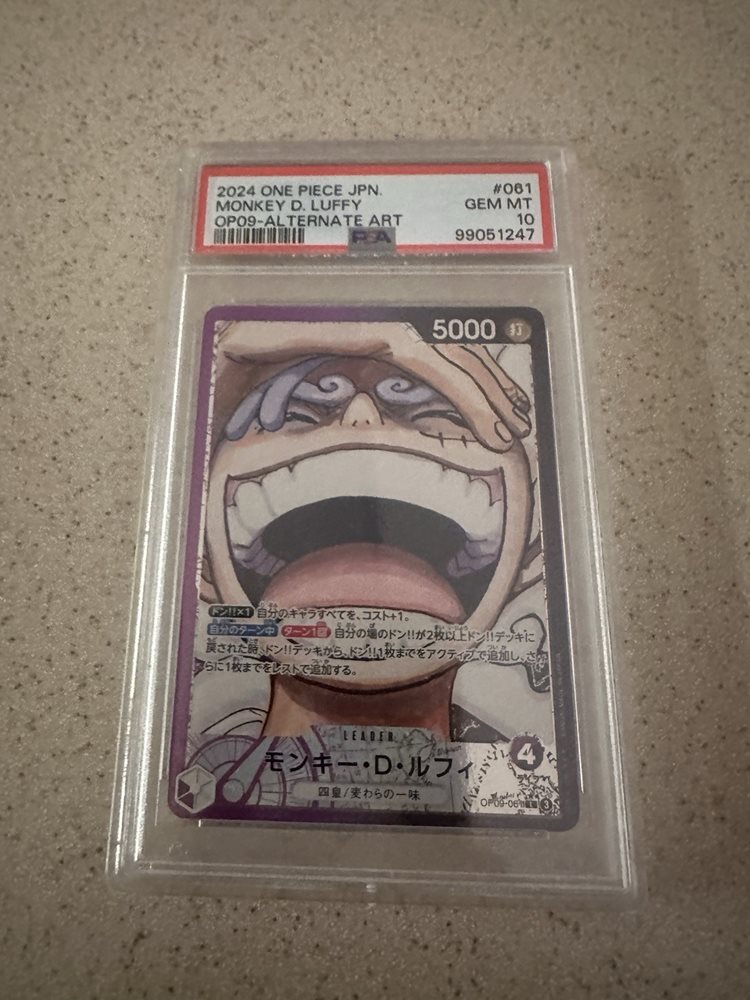 2024 ONE PIECE JPN. #061
MONKEY D. LUFFY GEM MT
OP09-ALTERNATE ART 10
PSA 99051247
5000 打
ドン!!×1 自分のキャラすべてを、コスト+1。
自分のターン中 ターン1回 自分の場のドン!!が2枚以上ドン!!デッキに
戻された時、ドン!!デッキから、ドン!!1枚までをアクティブで追加し、さ
らに1枚までをレストで追加する。
LEADER
モンキー・D・ルフィ
4
ライフ
四皇/麦わらの一味
OP09-061 L 3